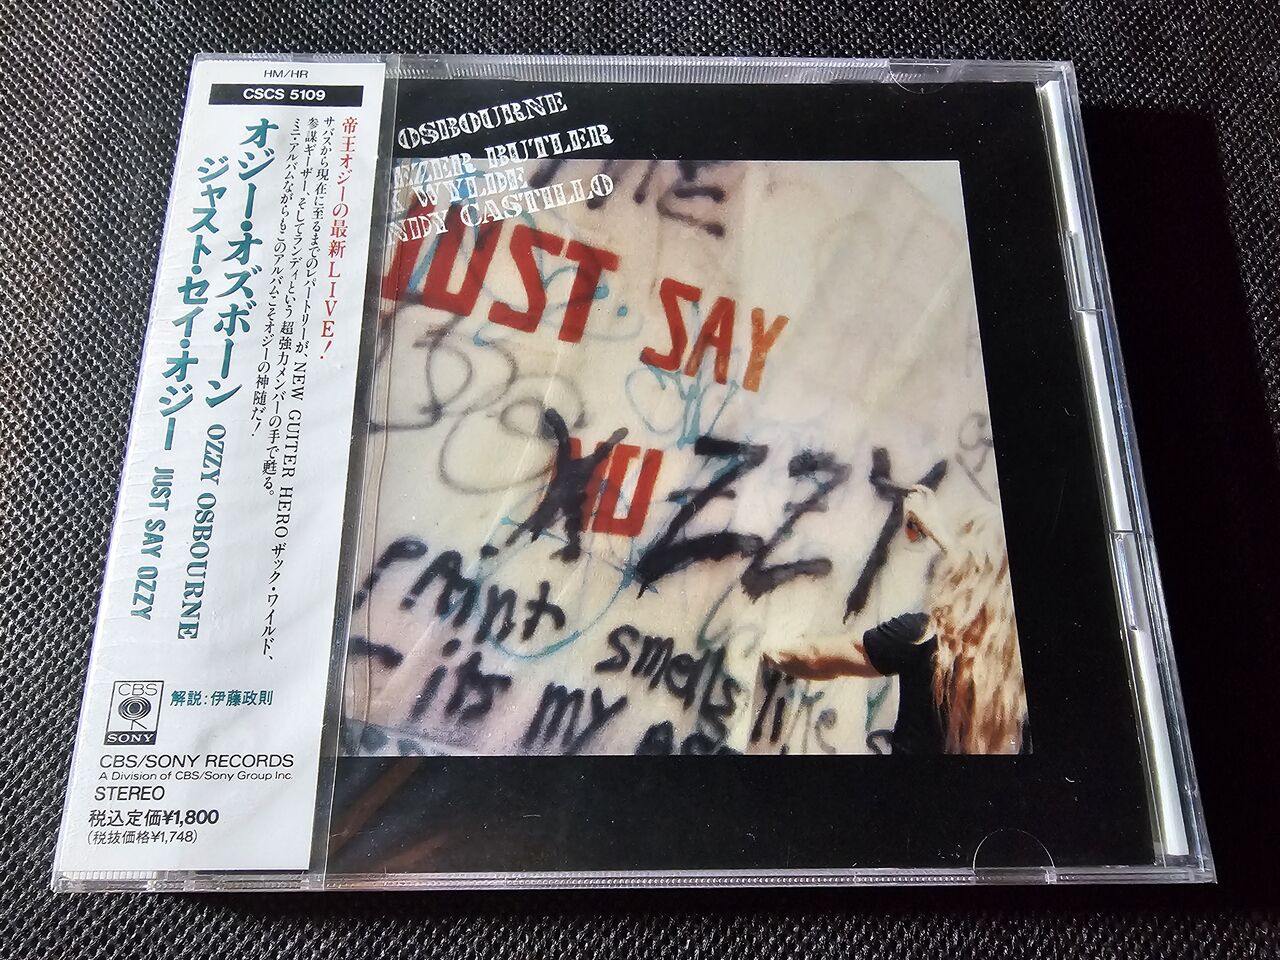 HM/HR
CSCS 5109
帝王オジーの最新LIVE!
サバスから現在に至るまでのレパートリーが、NEW GUITER HERO ザック・ワイルド、
参謀ギーザー、そしてランディという超強力メンバーの手で甦る。
ミニ・アルバムながらもこのアルバムこそオジーの神随だ!
オジー・オズボーン OZZY OSBOURNE
ジャスト・セイ・オジー JUST SAY OZZY
解説:伊藤政則
CBS
SONY
CBS/SONY RECORDS
A Division of CBS/Sony Group Inc.
STEREO
税込定価¥1,800
(税抜価格¥1,748)
OSBOURNE
EZER BUTLER
WYLDE
NDY CASTILLO
JUST SAY
NO
OZZY
PAINT smells like
its my